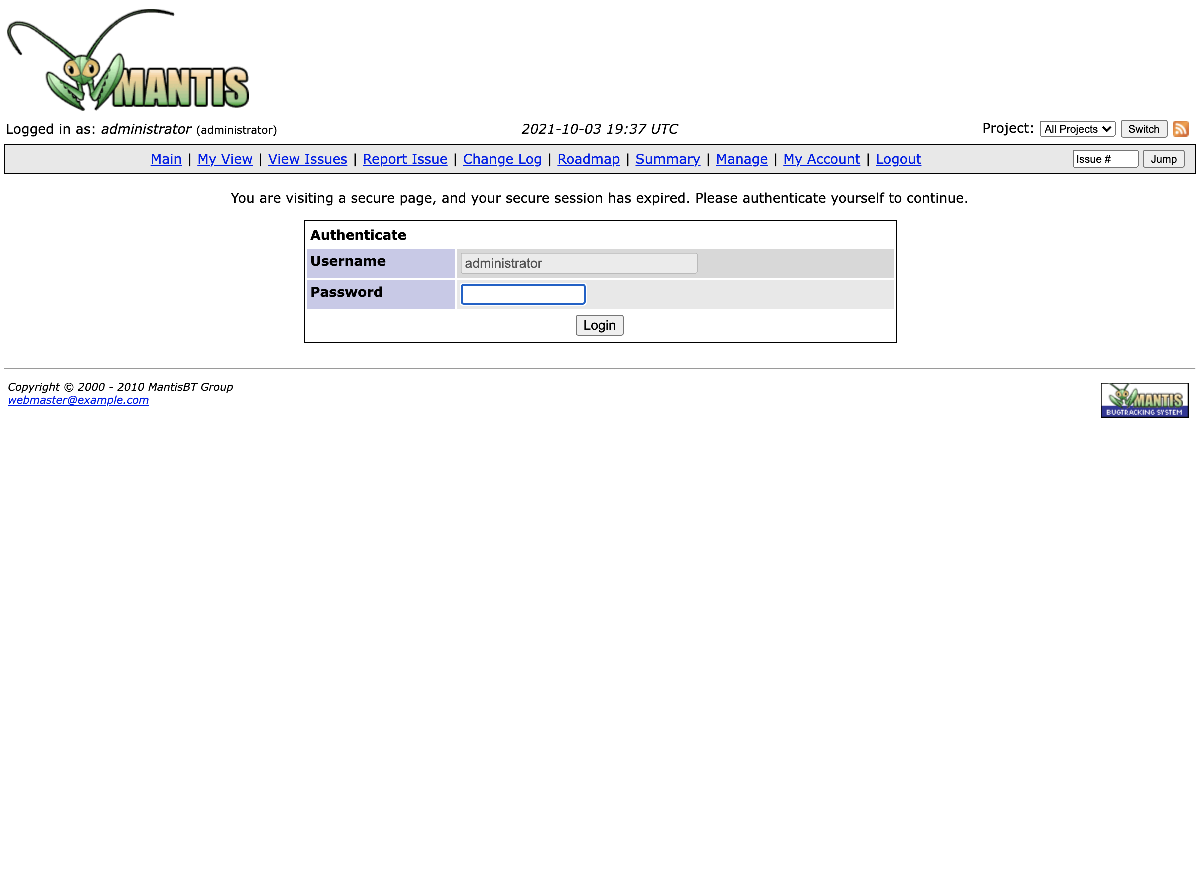 MANTIS
Logged in as: administrator (administrator) 2021-10-03 19:37 UTC Project: All Projects Switch
Main | My View | View Issues | Report Issue | Change Log | Roadmap | Summary | Manage | My Account | Logout Issue # Jump
You are visiting a secure page, and your secure session has expired. Please authenticate yourself to continue.
Authenticate
Username administrator
Password
Login
Copyright © 2000 - 2010 MantisBT Group
webmaster@example.com
MANTIS
BUGTRACKING SYSTEM